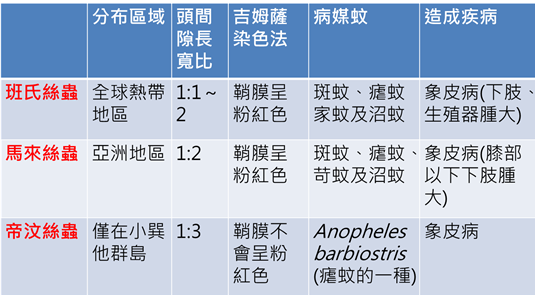 分布區域
頭間
隙長
寬比
吉姆薩
染色法
病媒蚊
造成疾病
班氏絲蟲
全球熱帶
地區
1:1~
2
鞘膜呈
粉紅色
斑蚊、瘧蚊
家蚊及沼蚊
象皮病(下肢、
生殖器腫大)
馬來絲蟲
亞洲地區
1:2
鞘膜呈
粉紅色
斑蚊、瘧蚊、
苛蚊及沼蚊
象皮病(膝部
以下下肢腫
大)
帝汶絲蟲
僅在小巽
他群島
1:3
鞘膜不
會呈粉
紅色
Anopheles
barbiostris
(瘧蚊的一種)
象皮病